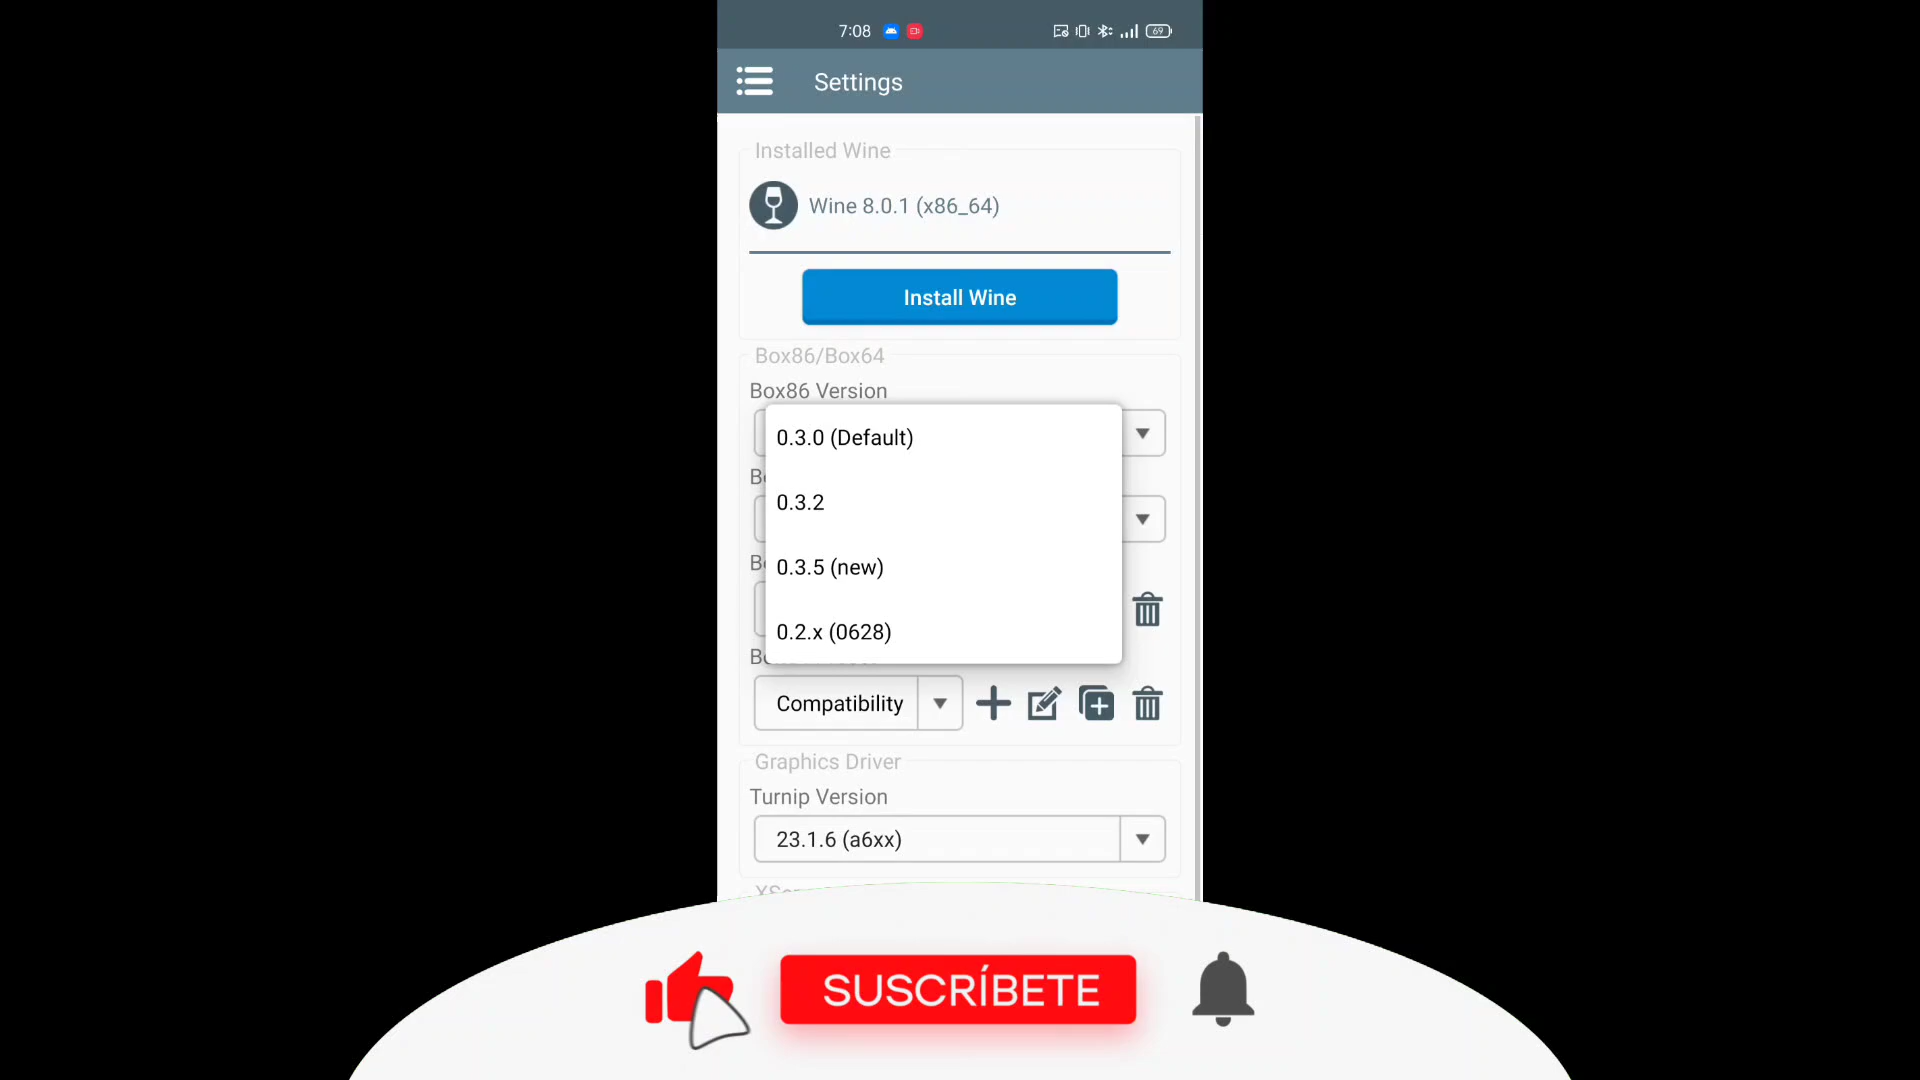 7:08
69
Settings
Installed Wine
Wine 8.0.1 (x86_64)
Install Wine
Box86/Box64
Box86 Version
0.3.0 (Default)
0.3.2
0.3.5 (new)
0.2.x (0628)
Compatibility
Graphics Driver
Turnip Version
23.1.6 (a6xx)
SUSCRÍBETE